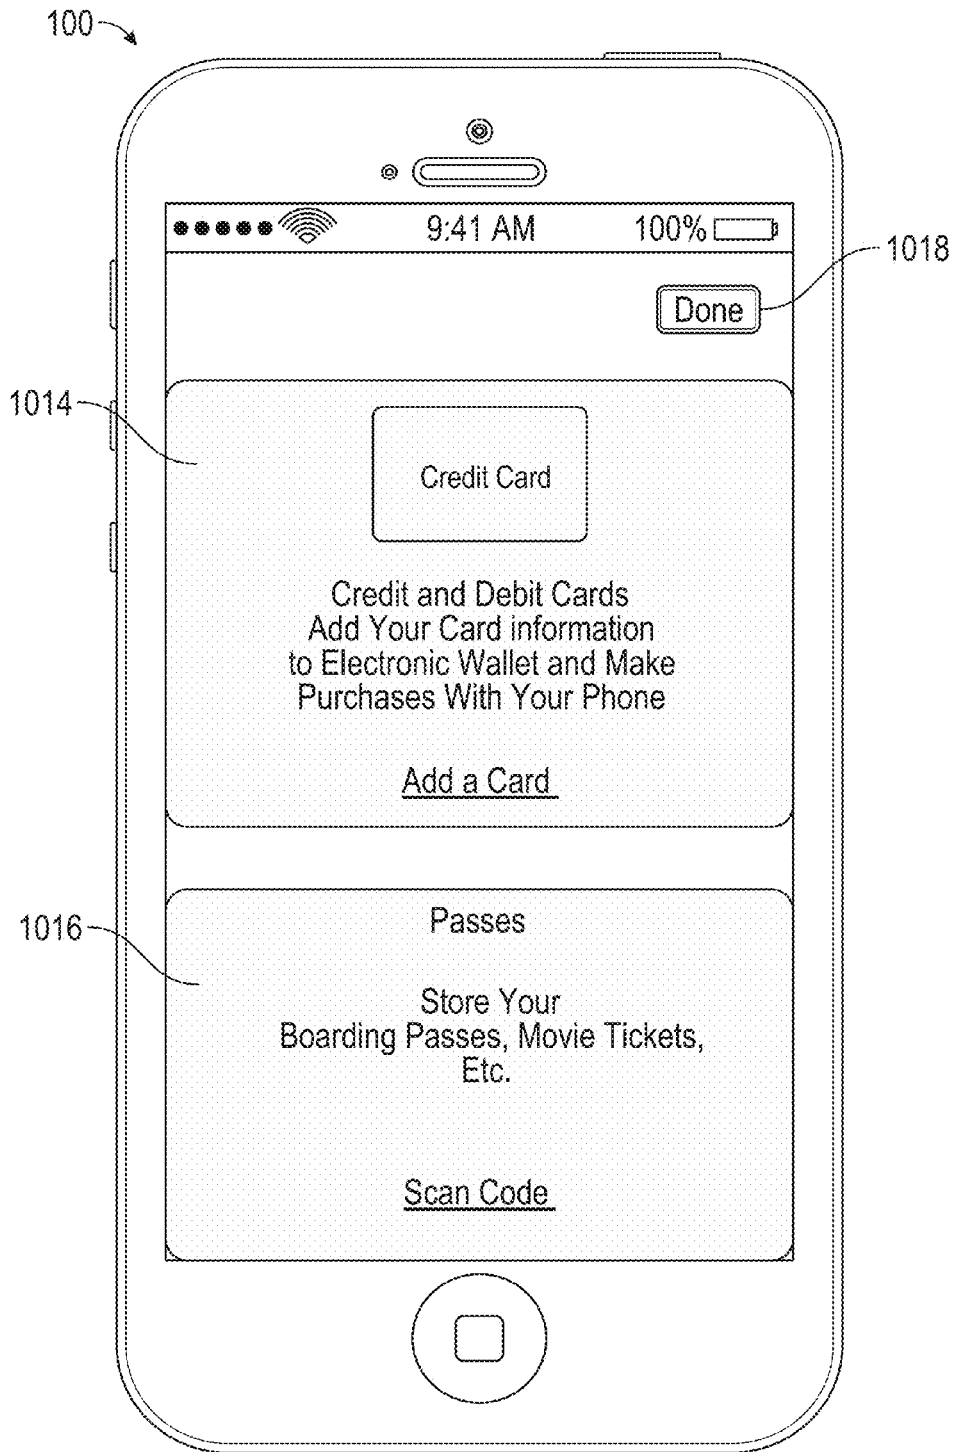 100
9:41 AM 100%
1018
Done
1014
Credit Card
Credit and Debit Cards
Add Your Card information
to Electronic Wallet and Make
Purchases With Your Phone
Add a Card
1016
Passes
Store Your
Boarding Passes, Movie Tickets,
Etc.
Scan Code